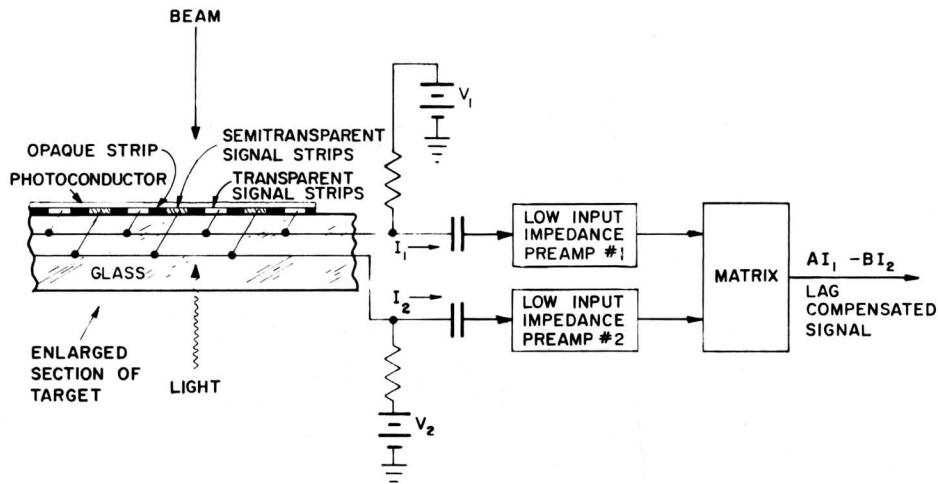 BEAM
SEMITRANSPARENT
SIGNAL STRIPS
OPAQUE STRIP
PHOTOCONDUCTOR
TRANSPARENT
SIGNAL STRIPS
V1
I1
LOW INPUT
IMPEDANCE
PREAMP #1
MATRIX
AI1 - BI2
LAG
COMPENSATED
SIGNAL
GLASS
I2
LOW INPUT
IMPEDANCE
PREAMP #2
ENLARGED
SECTION OF
TARGET
LIGHT
V2